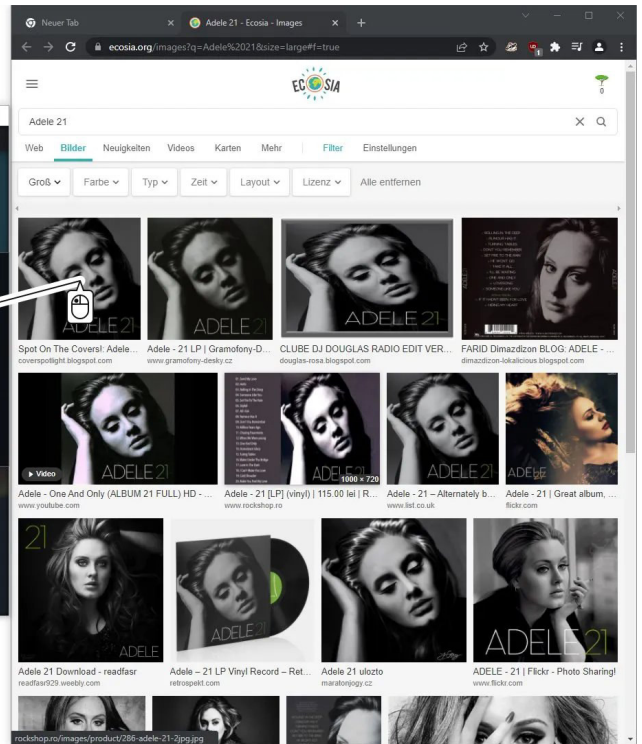 Neuer Tab
Adele 21 - Ecosia - Images
ecosia.org/images?q=Adele%2021&size=large#f=true
1
ECOSIA
0
Adele 21
Web Bilder Neuigkeiten Videos Karten Mehr Filter Einstellungen
Groß Farbe Typ Zeit Layout Lizenz Alle entfernen
ADELE 21
ADELE 21
ADELE 21
ADELE 21
Spot On The Covers!: Adele... Adele - 21 LP | Gramofony-D... CLUBE DJ DOUGLAS RADIO EDIT VER... FARID Dimazdizon BLOG: ADELE - ...
coverspotlight.blogspot.com www.gramofony-desky.cz douglas-rosa.blogspot.com dimazdizon-lokalicious.blogspot.com
Video
ADELE 21
ADELE 21
1000 × 720
ADELE 21
ADELE
Adele - One And Only (ALBUM 21 FULL) HD - ... Adele - 21 [LP] (vinyl) | 115.00 lei | R... Adele - 21 – Alternately b... Adele - 21 | Great album, ...
www.youtube.com www.rockshop.ro www.list.co.uk flickr.com
21
ADELE
ADELE 21
ADELE 21
Adele 21 Download - readfasr Adele – 21 LP Vinyl Record – Ret... Adele 21 ulozto ADELE - 21 | Flickr - Photo Sharing!
readfasr929.weebly.com retrospekt.com maratonjogy.cz www.flickr.com
rockshop.ro/images/product/286-adele-21-2jpg.jpg